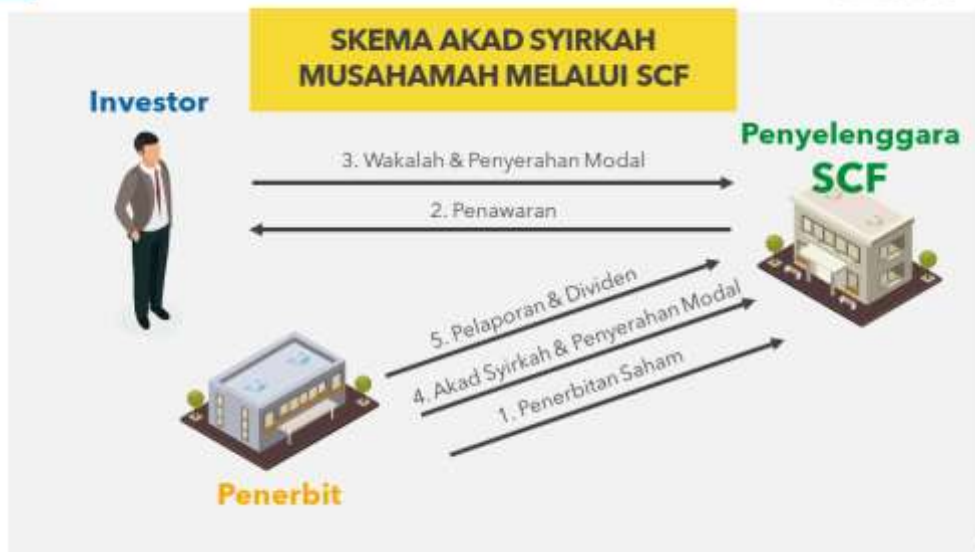 SKEMA AKAD SYIRKAH
MUSAHAMAH MELALUI SCF
Investor
Penyelenggara
SCF
3. Wakalah & Penyerahan Modal
2. Penawaran
5. Pelaporan & Dividen
4. Akad Syirkah & Penyerahan Modal
1. Penerbitan Saham
Penerbit